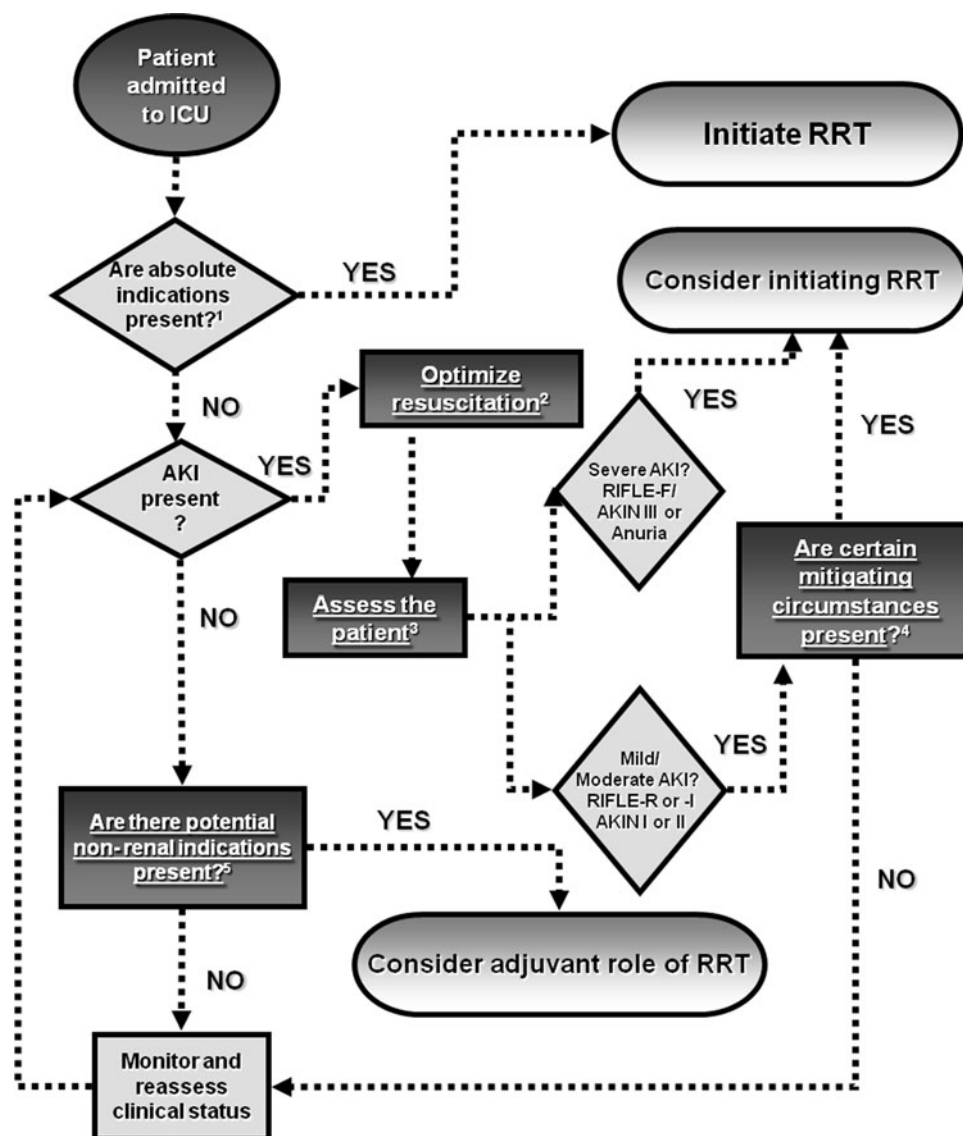 Patient
admitted
to ICU
Initiate RRT
Are absolute
indications
present?¹
YES
Consider initiating RRT
NO
Optimize
resuscitation²
YES
YES
AKI
present
?
YES
Severe AKI?
RIFLE-F/
AKIN III or
Anuria
Are certain
mitigating
circumstances
present?⁴
NO
Assess the
patient³
Mild/
Moderate AKI?
RIFLE-R or -I
AKIN I or II
YES
Are there potential
non-renal indications
present?⁵
YES
NO
Consider adjuvant role of RRT
NO
Monitor and
reassess
clinical status